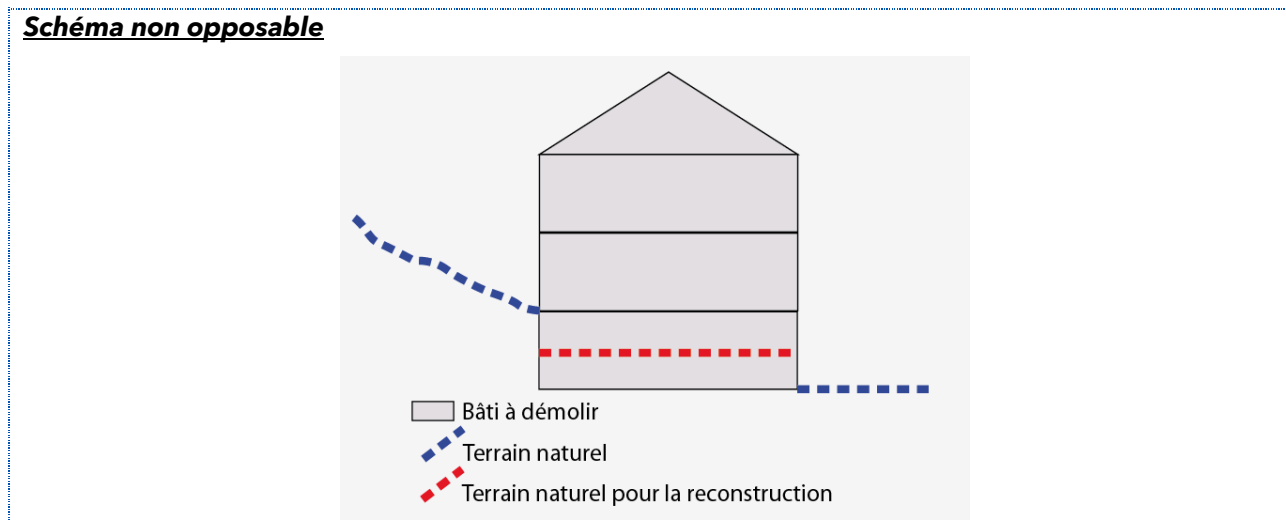 Schéma non opposable
Bâti à démolir
Terrain naturel
Terrain naturel pour la reconstruction